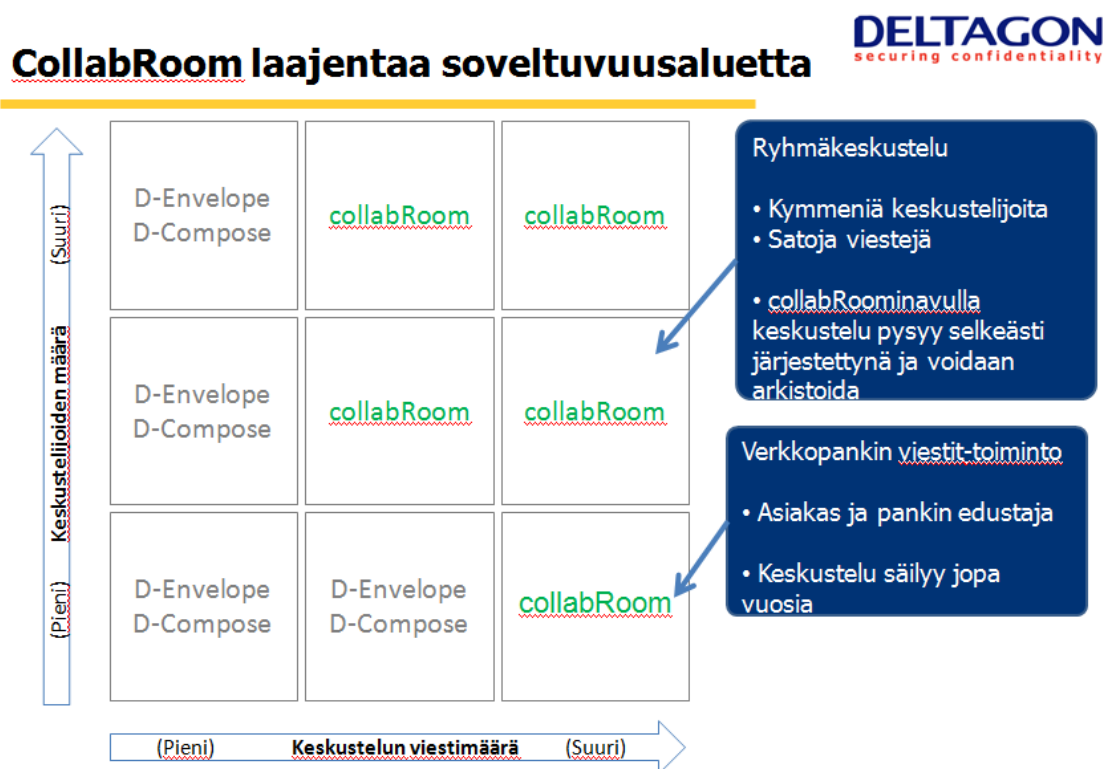 CollabRoom laajentaa soveltuvuusaluetta
DELTAGON
securing confidentiality
(Suuri)
Keskustelijoiden määrä
(Pieni)
D-Envelope
D-Compose
collabRoom
collabRoom
D-Envelope
D-Compose
collabRoom
collabRoom
D-Envelope
D-Compose
D-Envelope
D-Compose
collabRoom
Ryhmäkeskustelu
• Kymmeniä keskustelijoita
• Satoja viestejä
• collabRoominavulla
keskustelu pysyy selkeästi
järjestettynä ja voidaan
arkistoida
Verkkopankin viestit-toiminto
• Asiakas ja pankin edustaja
• Keskustelu säilyy jopa
vuosia
(Pieni) Keskustelun viestimäärä (Suuri)